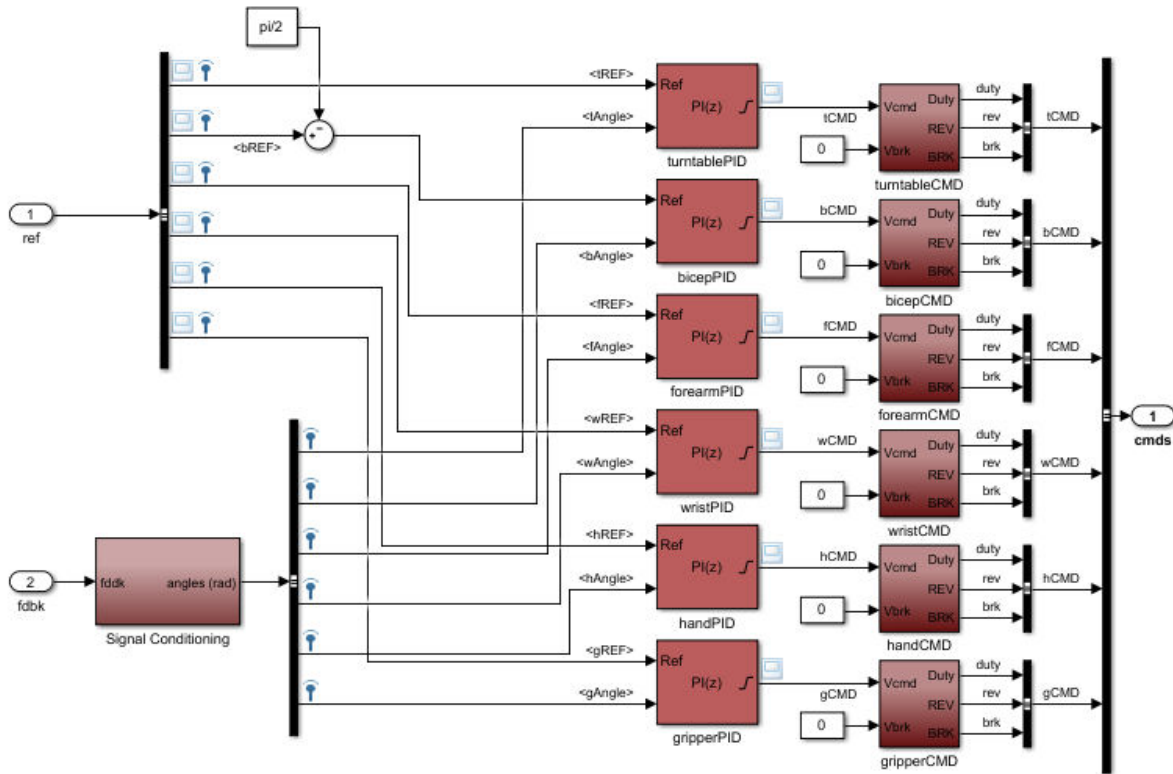 pi/2
<tREF>
<bREF>
1
ref
<tAngle>
Ref
PI(z)
turntablePID
tCMD
0
Vcmd
Vbrk
Duty
REV
BRK
turntableCMD
duty
rev
brk
tCMD
Ref
PI(z)
<bAngle>
bicepPID
bCMD
0
Vcmd
Vbrk
Duty
REV
BRK
bicepCMD
duty
rev
brk
bCMD
<fREF>
<fAngle>
Ref
PI(z)
forearmPID
fCMD
0
Vcmd
Vbrk
Duty
REV
BRK
forearmCMD
duty
rev
brk
fCMD
1
cmds
<wREF>
<wAngle>
Ref
PI(z)
wristPID
wCMD
0
Vcmd
Vbrk
Duty
REV
BRK
wristCMD
duty
rev
brk
wCMD
2
fdbk
fddk
angles (rad)
Signal Conditioning
<hREF>
<hAngle>
Ref
PI(z)
handPID
hCMD
0
Vcmd
Vbrk
Duty
REV
BRK
handCMD
duty
rev
brk
hCMD
<gREF>
<gAngle>
Ref
PI(z)
gripperPID
gCMD
0
Vcmd
Vbrk
Duty
REV
BRK
gripperCMD
duty
rev
brk
gCMD